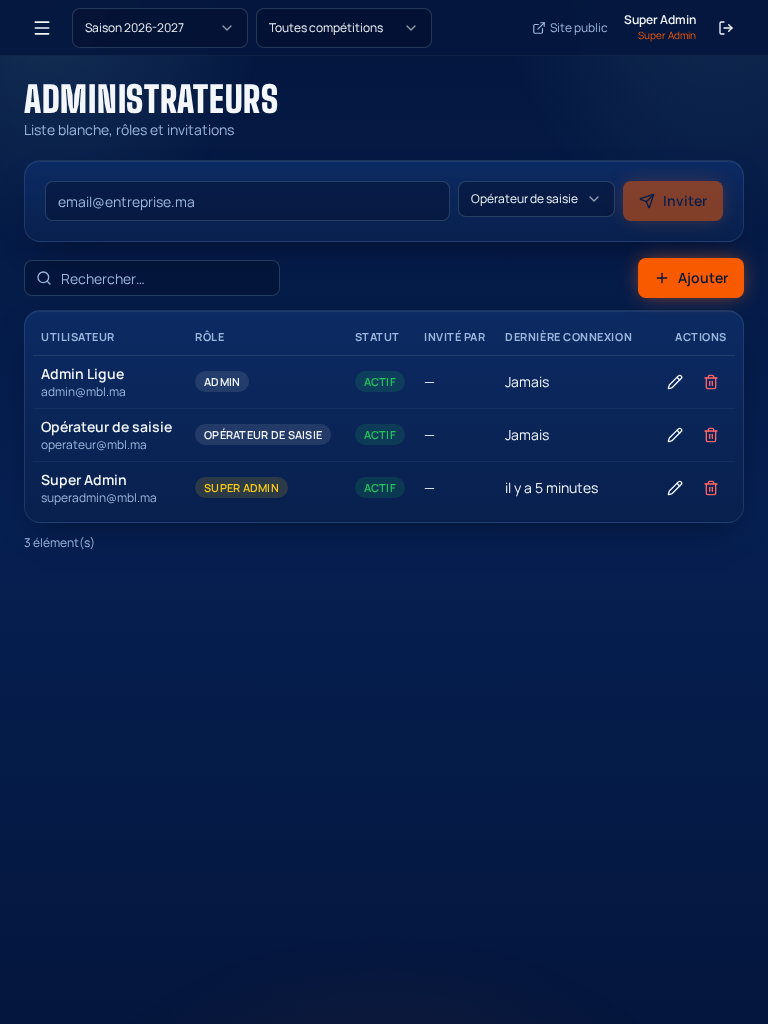 Saison 2026-2027
Toutes compétitions
Site public
Super Admin
Super Admin
ADMINISTRATEURS
Liste blanche, rôles et invitations
email@entreprise.ma
Opérateur de saisie
Inviter
Rechercher...
Ajouter
UTILISATEUR RÔLE STATUT INVITÉ PAR DERNIÈRE CONNEXION ACTIONS
Admin Ligue
admin@mbl.ma
ADMIN ACTIF — Jamais
Opérateur de saisie
operateur@mbl.ma
OPÉRATEUR DE SAISIE ACTIF — Jamais
Super Admin
superadmin@mbl.ma
SUPER ADMIN ACTIF — il y a 5 minutes
3 élément(s)